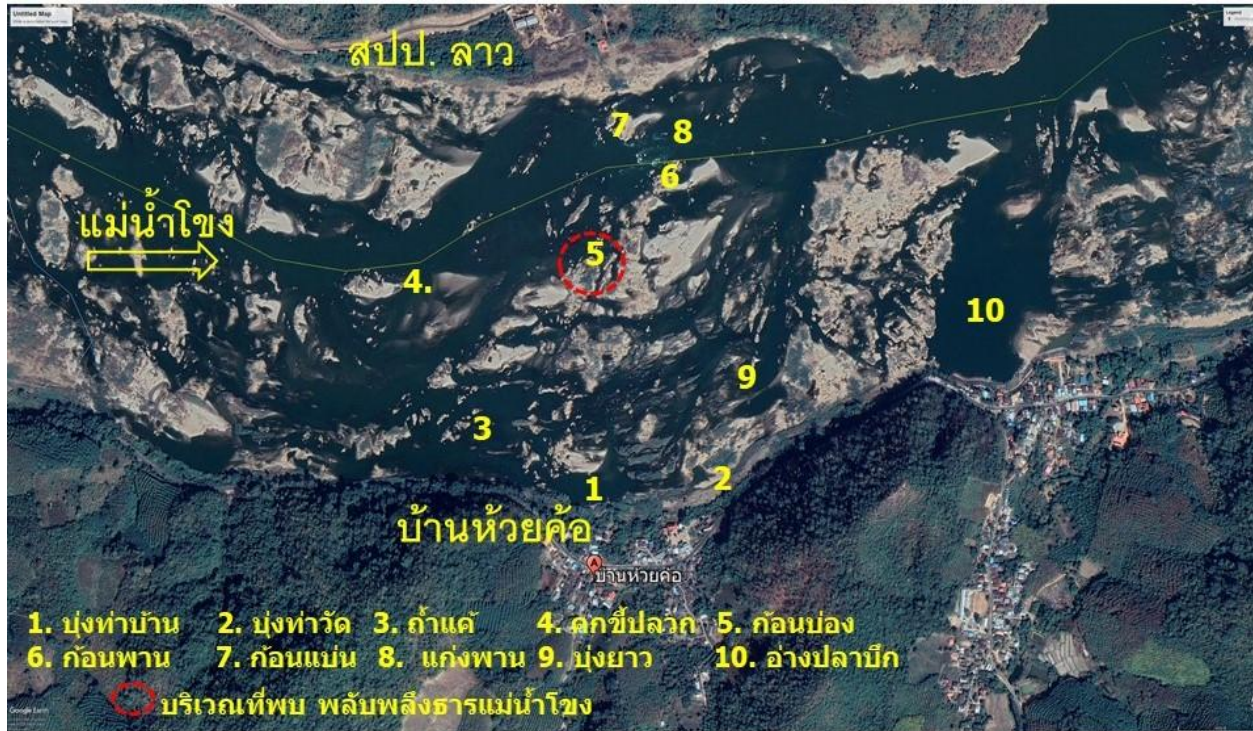 Untitled Map
Legend
สปป. ลาว
7
8
6
แม่น้ำโขง
5
4.
10
9
3
2
1
บ้านห้วยค้อ
A
บ้านห้วยค้อ
1. บุ่งท่าบ้าน 2. บุ่งท่าวัด 3. ถ้ำแค้ 4. ดกขี้ปลวก 5. ก้อนบ่อง
6. ก้อนพาน 7. ก้อนแบ่น 8. แก่งพาน 9. บุ่งยาว 10. อ่างปลาบึก
บริเวณที่พบ พลับพลึงธารแม่น้ำโขง
Google Earth